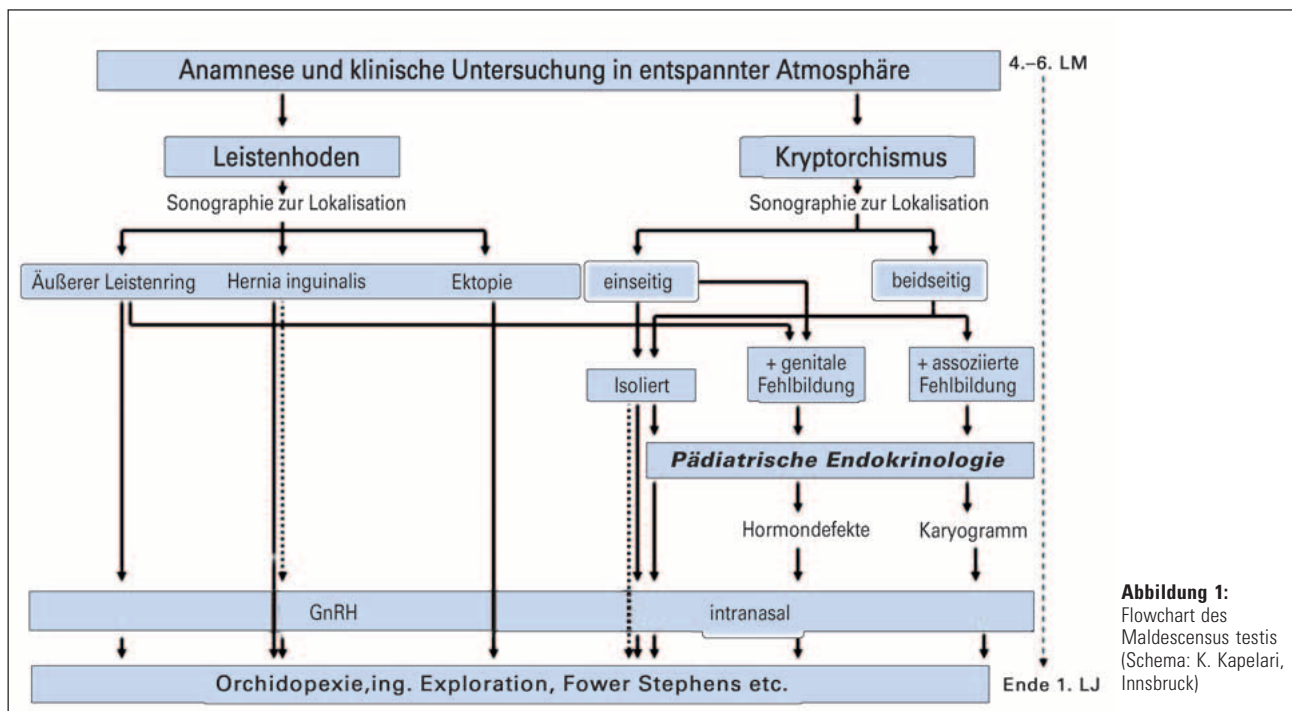 Anamnese und klinische Untersuchung in entspannter Atmosphäre
4.–6. LM
Leistenhoden
Kryptorchismus
Sonographie zur Lokalisation
Sonographie zur Lokalisation
Äußerer Leistenring
Hernia inguinalis
Ektopie
einseitig
beidseitig
Isoliert
+ genitale
Fehlbildung
+ assoziierte
Fehlbildung
Pädiatrische Endokrinologie
Hormondefekte
Karyogramm
GnRH
intranasal
Orchidopexie,ing. Exploration, Fower Stephens etc.
Ende 1. LJ
Abbildung 1:
Flowchart des
Maldescensus testis
(Schema: K. Kapelari,
Innsbruck)